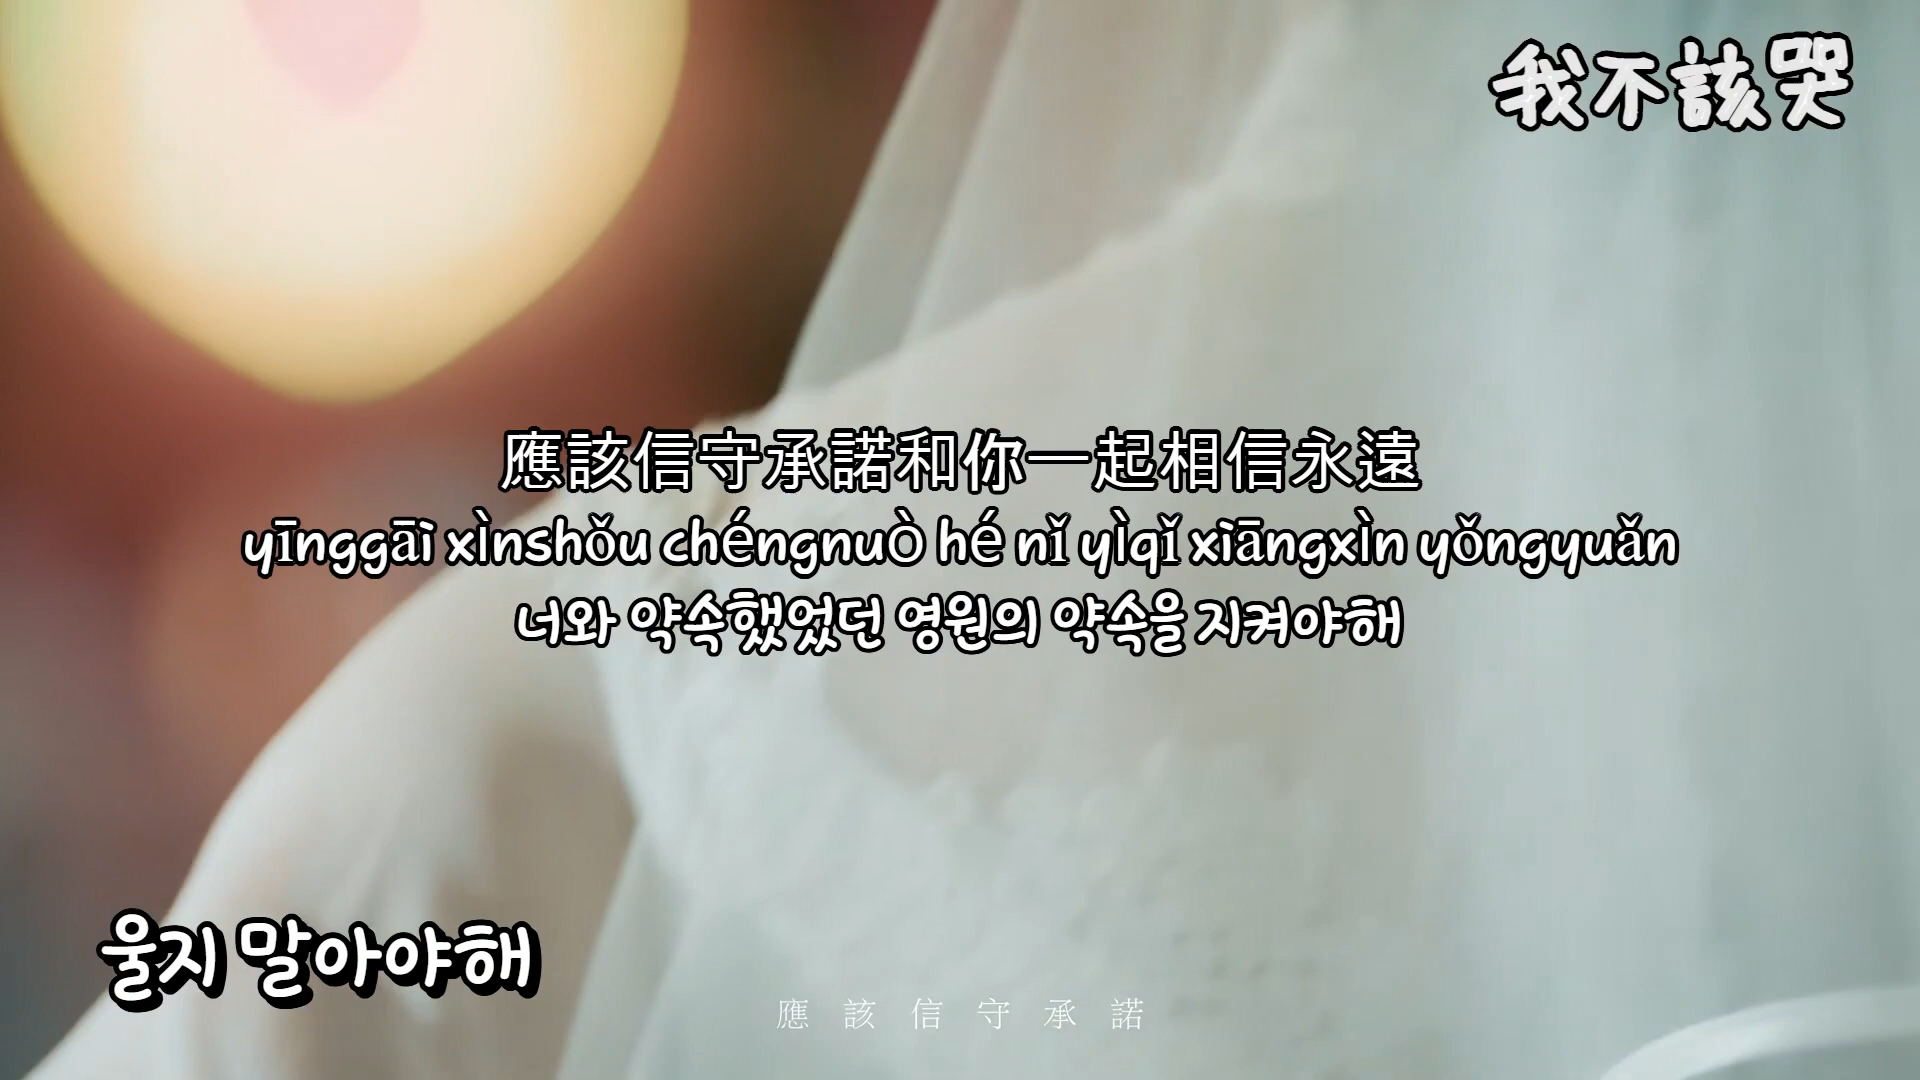 我不該哭
應該信守承諾和你一起相信永遠
yīnggāi xìnshǒu chéngnuò hé nǐ yìqǐ xiāngxìn yǒngyuǎn
너와 약속했었던 영원의 약속을 지켜야해
울지 말아야해
應該信守承諾